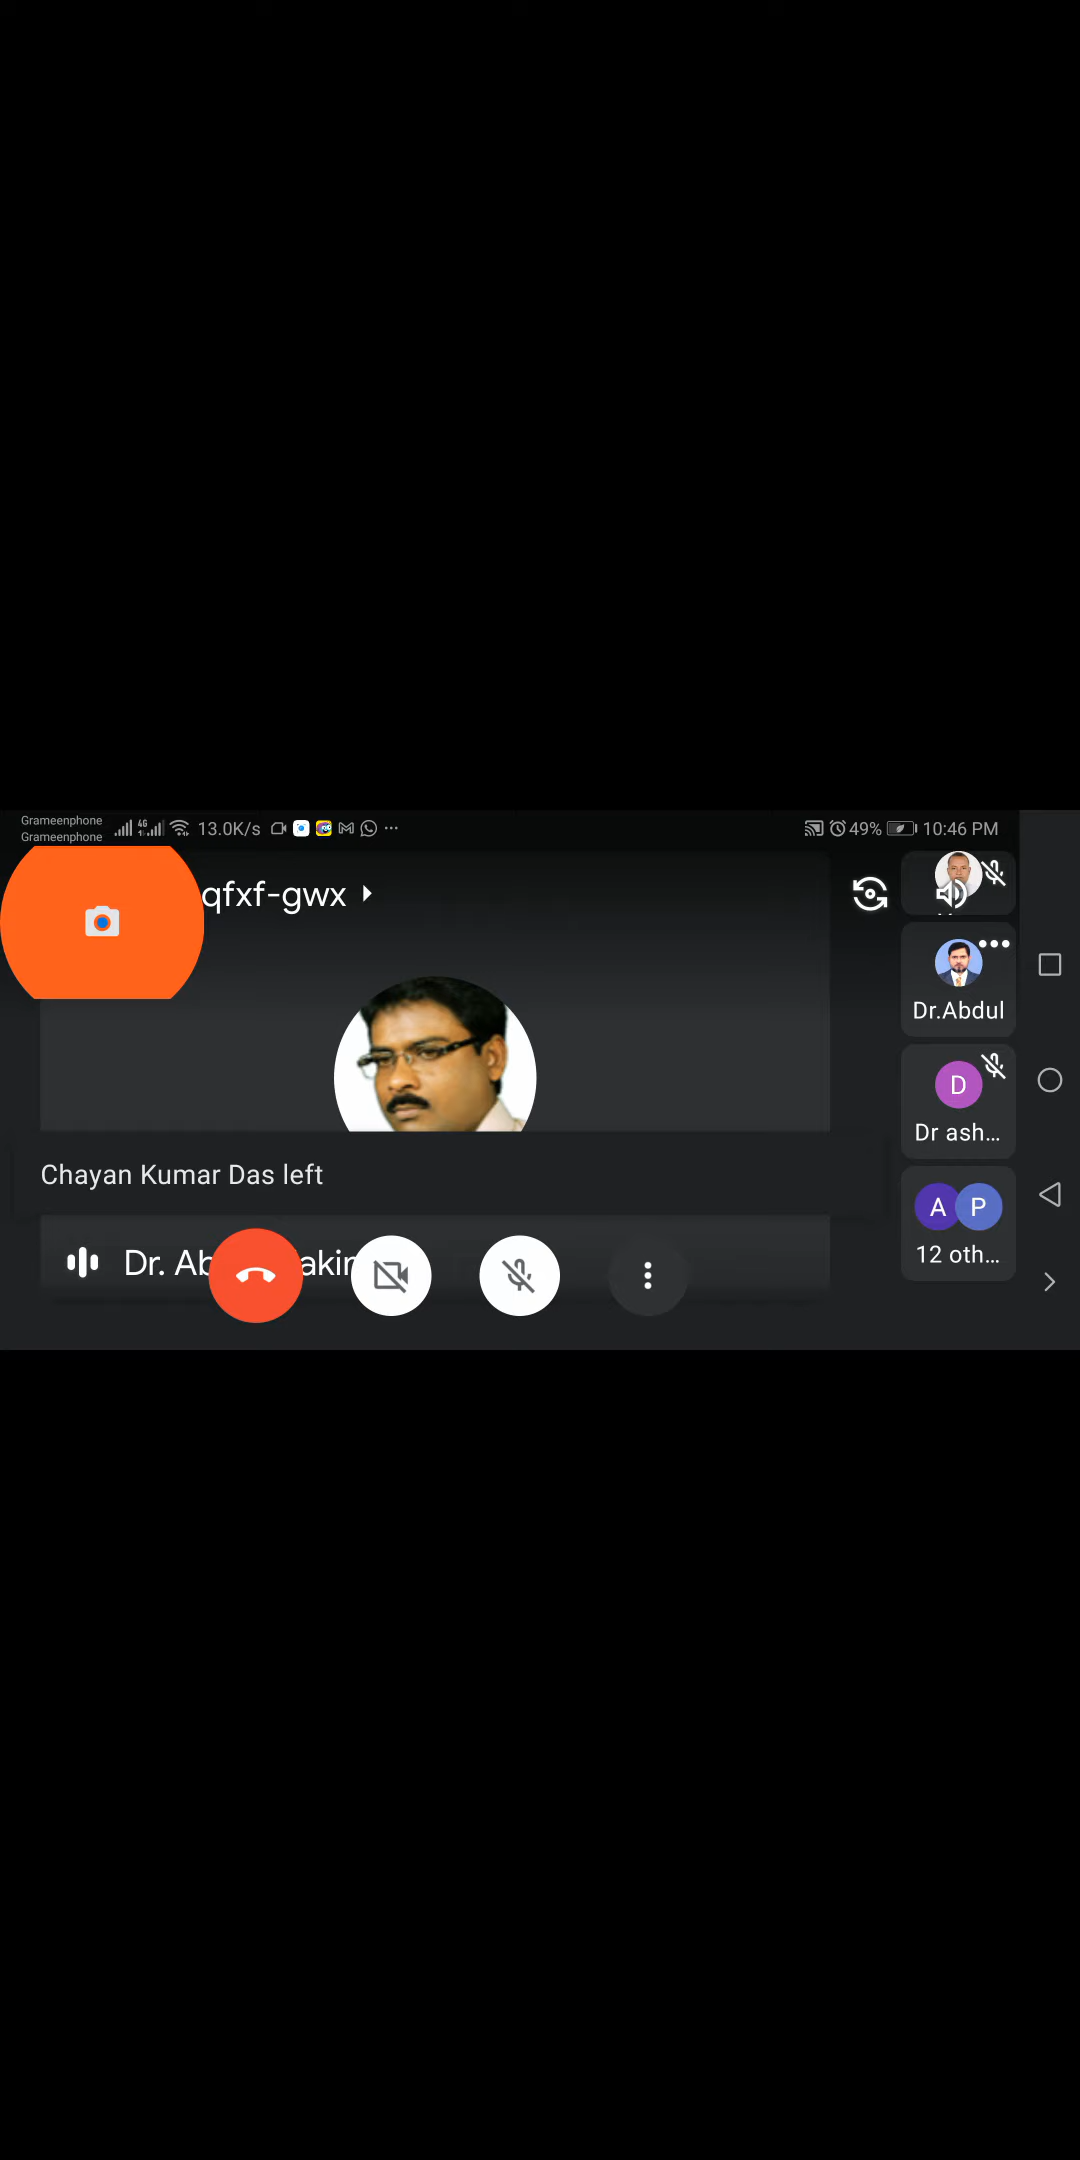 Grameenphone
Grameenphone
4G
13.0K/s
49%
10:46 PM
qfxf-gwx
Dr.Abdul
D
Dr ash...
Chayan Kumar Das left
A P
12 oth...
Dr. Ab